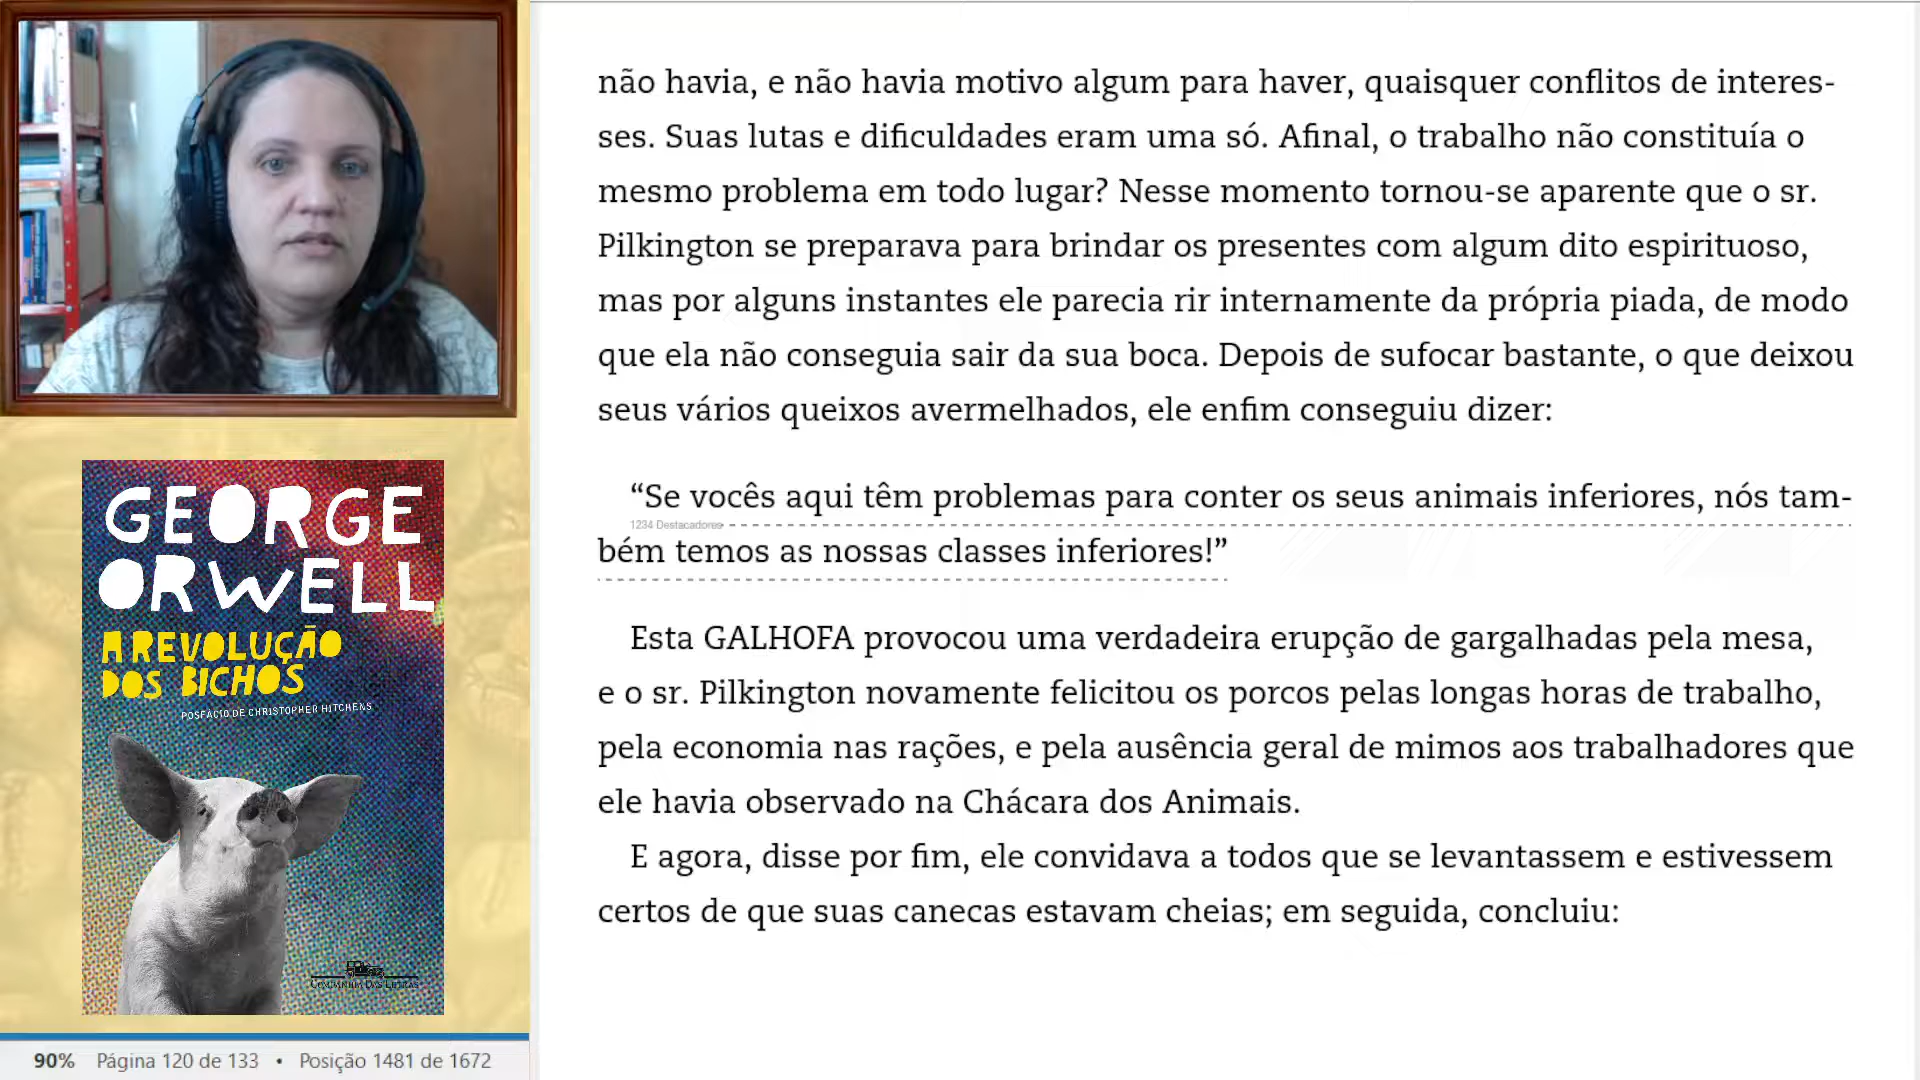 não havia, e não havia motivo algum para haver, quaisquer conflitos de interes-
ses. Suas lutas e dificuldades eram uma só. Afinal, o trabalho não constituía o
mesmo problema em todo lugar? Nesse momento tornou-se aparente que o sr.
Pilkington se preparava para brindar os presentes com algum dito espirituoso,
mas por alguns instantes ele parecia rir internamente da própria piada, de modo
que ela não conseguia sair da sua boca. Depois de sufocar bastante, o que deixou
seus vários queixos avermelhados, ele enfim conseguiu dizer:
“Se vocês aqui têm problemas para conter os seus animais inferiores, nós tam-
1234 Destacadores
bém temos as nossas classes inferiores!”
Esta GALHOFA provocou uma verdadeira erupção de gargalhadas pela mesa,
e o sr. Pilkington novamente felicitou os porcos pelas longas horas de trabalho,
pela economia nas rações, e pela ausência geral de mimos aos trabalhadores que
ele havia observado na Chácara dos Animais.
E agora, disse por fim, ele convidava a todos que se levantassem e estivessem
certos de que suas canecas estavam cheias; em seguida, concluiu:
GEORGE
ORWELL
A REVOLUÇÃO
DOS BICHOS
POSFÁCIO DE CHRISTOPHER HITCHENS
COMPANHIA DAS LETRAS
90% Página 120 de 133 • Posição 1481 de 1672